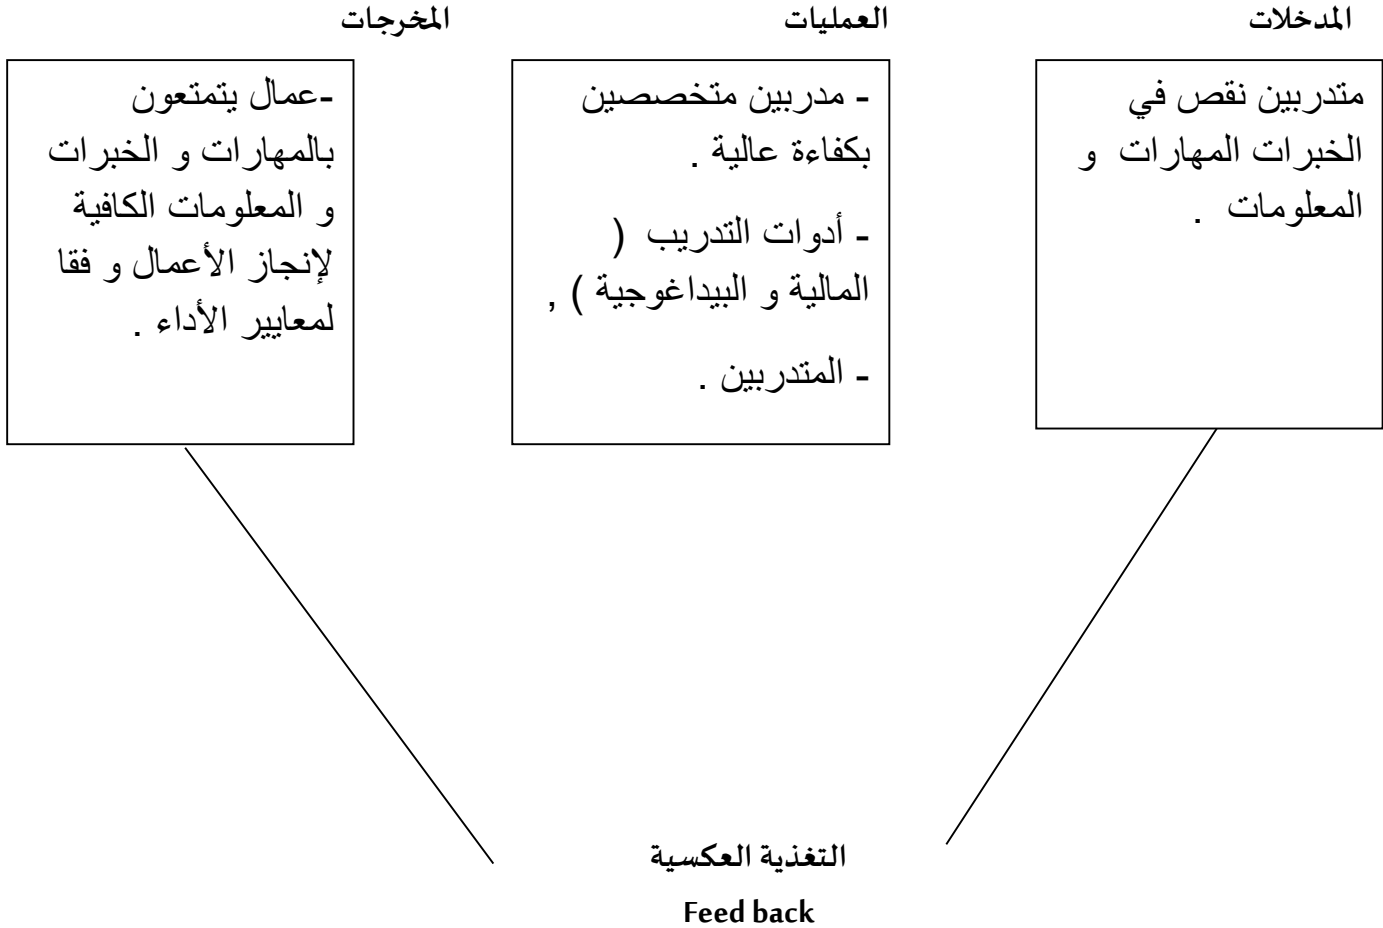 المدخلات
العمليات
المخرجات
متدربين نقص في
الخبرات المهارات و
المعلومات .
- مدربين متخصصين
بكفاءة عالية .
- أدوات التدريب (
المالية و البيداغوجية ) ,
- المتدربين .
-عمال يتمتعون
بالمهارات و الخبرات
و المعلومات الكافية
لإنجاز الأعمال و فقا
لمعايير الأداء .
التغذية العكسية
Feed back